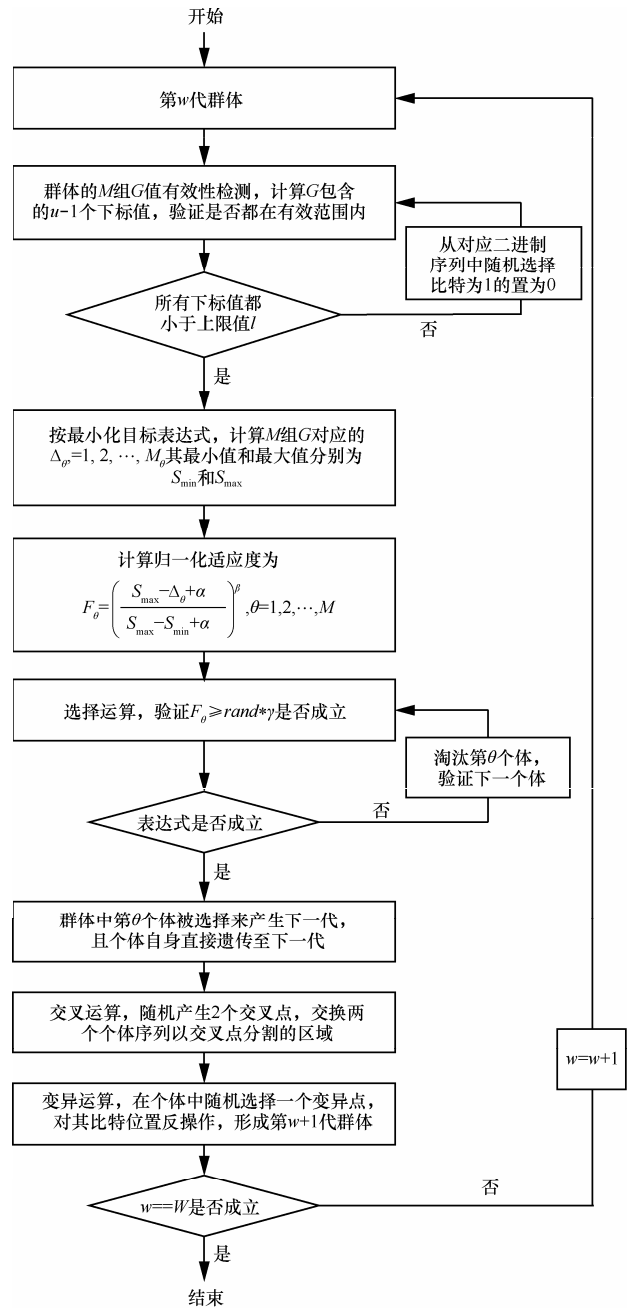 开始
第w代群体
群体的M组G值有效性检测，计算G包含
的u−1个下标值，验证是否都在有效范围内
从对应二进制
序列中随机选择
比特为1的置为0
所有下标值都
小于上限值l
否
是
按最小化目标表达式，计算M组G对应的
Δθ,=1, 2, ⋯, Mθ其最小值和最大值分别为
Smin和Smax
计算归一化适应度为
Fθ=((Smax−Δθ+α)/(Smax−Smin+α))^β ,θ=1,2,⋯,M
选择运算，验证Fθ≥rand*γ是否成立
淘汰第θ个体，
验证下一个体
表达式是否成立
否
是
群体中第θ个体被选择来产生下一代，
且个体自身直接遗传至下一代
交叉运算，随机产生2个交叉点，交换两
个个体序列以交叉点分割的区域
w=w+1
变异运算，在个体中随机选择一个变异点，
对其比特位置反操作，形成第w+1代群体
w==W是否成立
否
是
结束